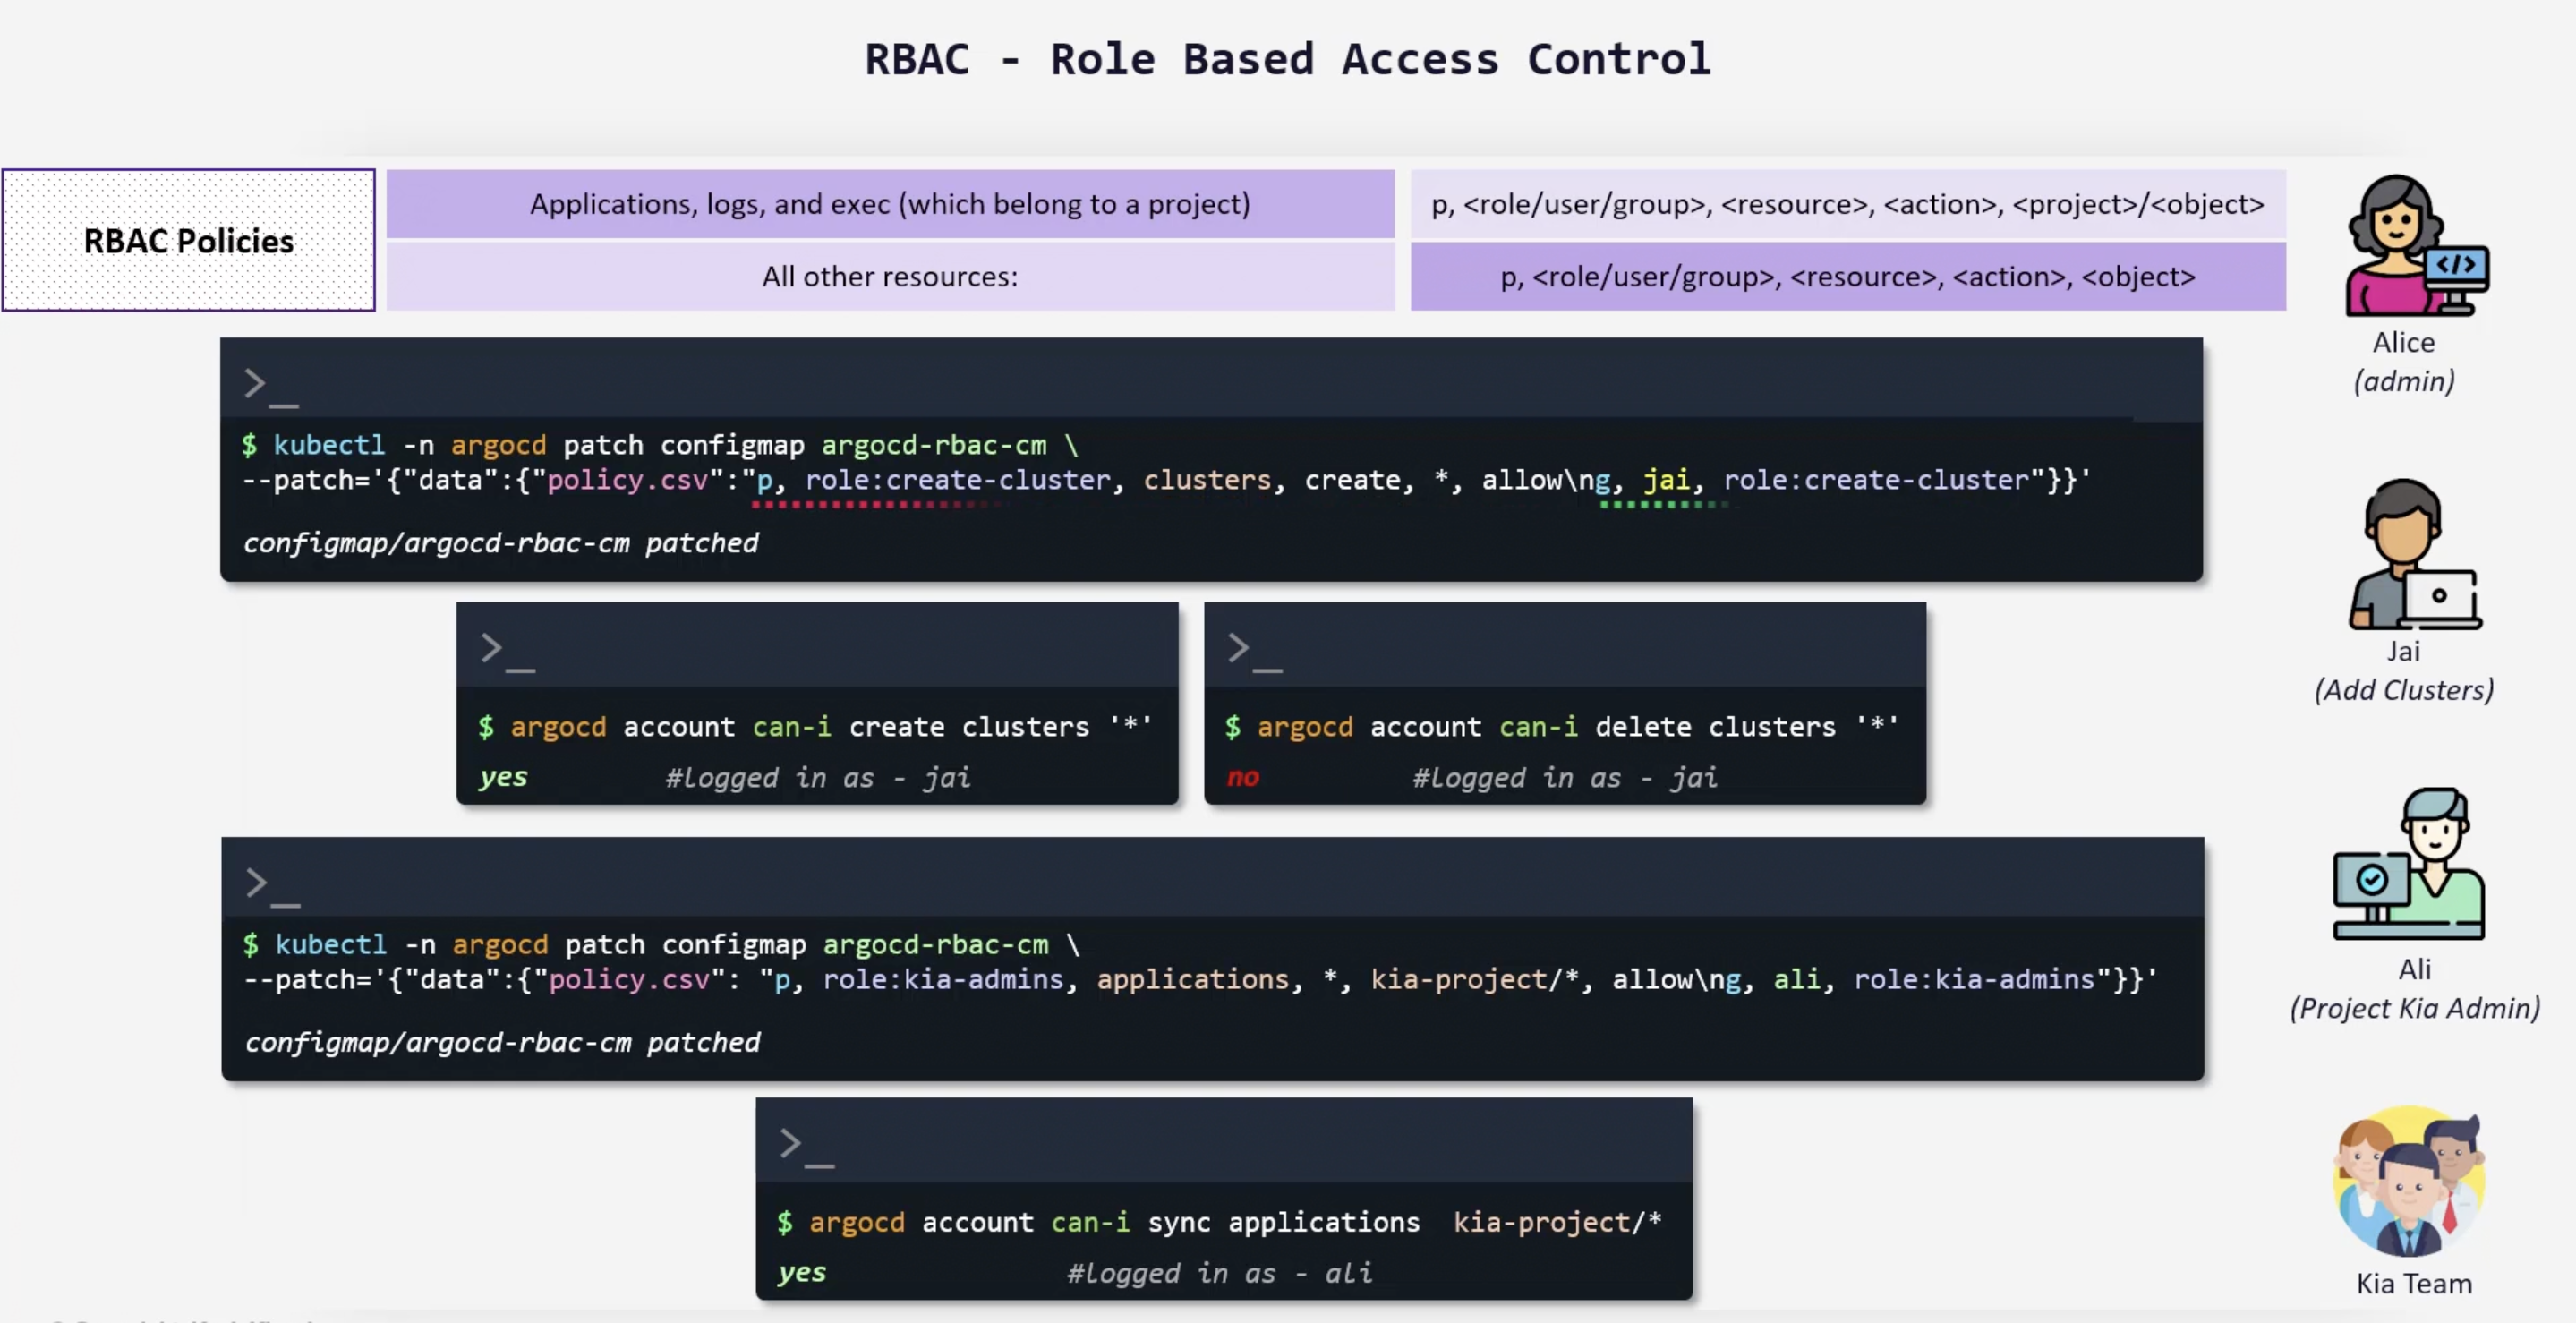 RBAC - Role Based Access Control
RBAC Policies
Applications, logs, and exec (which belong to a project)
p, <role/user/group>, <resource>, <action>, <project>/<object>
All other resources:
p, <role/user/group>, <resource>, <action>, <object>
Alice
(admin)
>_
$ kubectl -n argocd patch configmap argocd-rbac-cm \
--patch='{"data":{"policy.csv":"p, role:create-cluster, clusters, create, *, allow\ng, jai, role:create-cluster"}}'
configmap/argocd-rbac-cm patched
Jai
(Add Clusters)
>_
$ argocd account can-i create clusters '*'
yes #Logged in as - jai
>_
$ argocd account can-i delete clusters '*'
no #Logged in as - jai
>_
$ kubectl -n argocd patch configmap argocd-rbac-cm \
--patch='{"data":{"policy.csv": "p, role:kia-admins, applications, *, kia-project/*, allow\ng, ali, role:kia-admins"}}'
configmap/argocd-rbac-cm patched
Ali
(Project Kia Admin)
>_
$ argocd account can-i sync applications kia-project/*
yes #Logged in as - ali
Kia Team